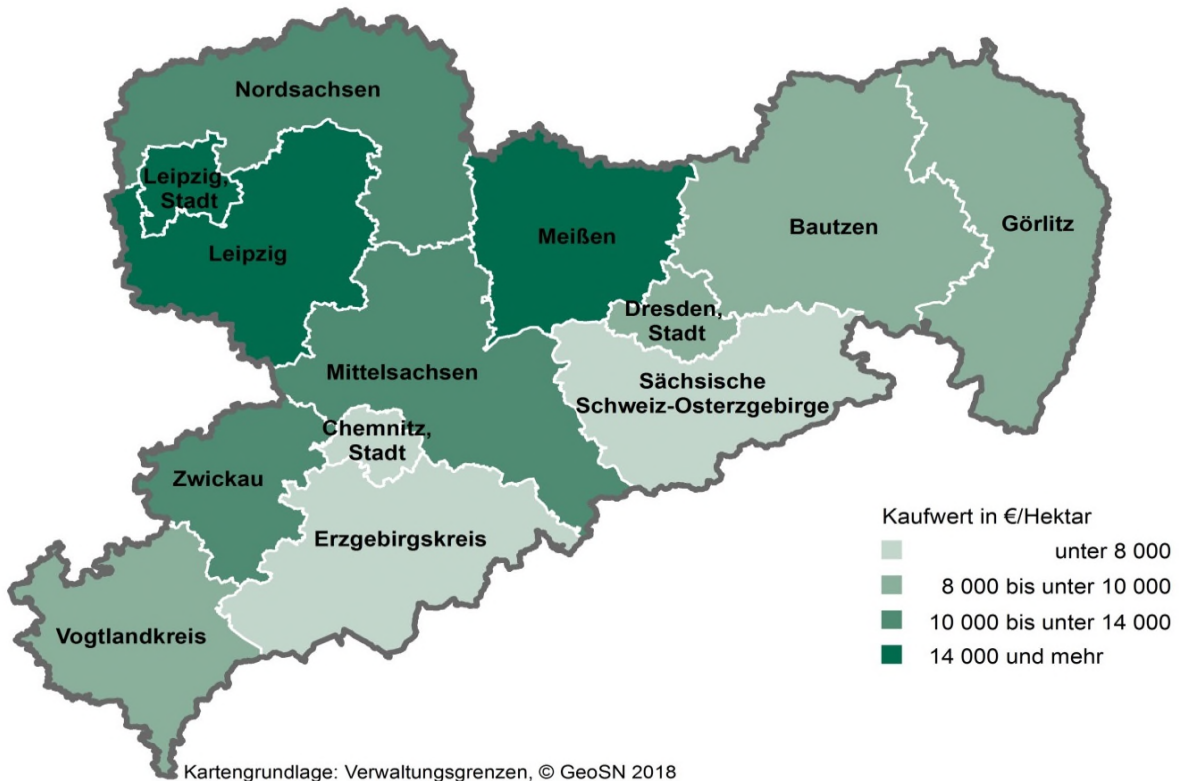 Nordsachsen
Leipzig,
Stadt
Leipzig
Meißen
Bautzen
Görlitz
Dresden,
Stadt
Mittelsachsen
Sächsische
Schweiz-Osterzgebirge
Chemnitz,
Stadt
Zwickau
Erzgebirgskreis
Vogtlandkreis
Kaufwert in €/Hektar
unter 8 000
8 000 bis unter 10 000
10 000 bis unter 14 000
14 000 und mehr
Kartengrundlage: Verwaltungsgrenzen, © GeoSN 2018